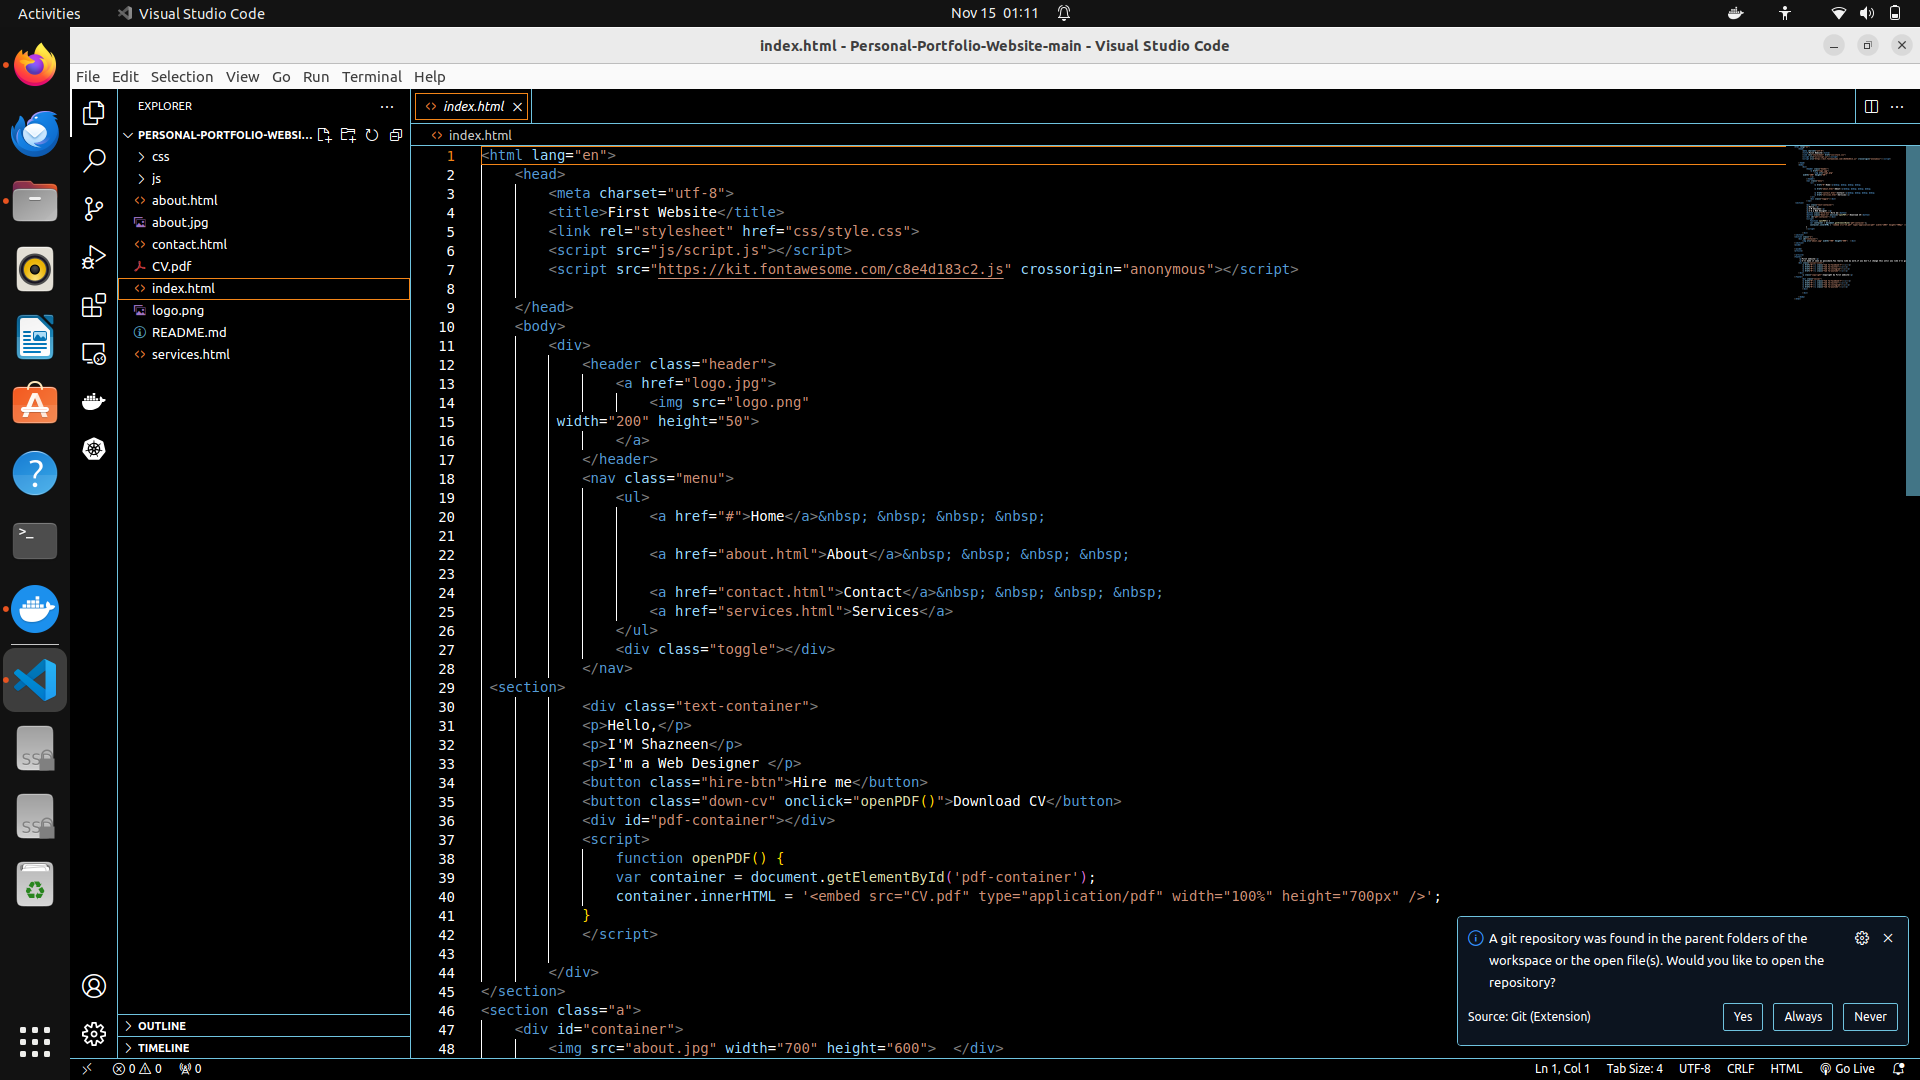 Activities
Visual Studio Code
Nov 15 01:11
index.html - Personal-Portfolio-Website-main - Visual Studio Code
File Edit Selection View Go Run Terminal Help
EXPLORER
PERSONAL-PORTFOLIO-WEBSI...
css
js
about.html
about.jpg
contact.html
CV.pdf
index.html
logo.png
README.md
services.html
OUTLINE
TIMELINE
index.html
index.html
1 <html lang="en">
2 <head>
3 <meta charset="utf-8">
4 <title>First Website</title>
5 <link rel="stylesheet" href="css/style.css">
6 <script src="js/script.js"></script>
7 <script src="https://kit.fontawesome.com/c8e4d183c2.js" crossorigin="anonymous"></script>
8
9 </head>
10 <body>
11 <div>
12 <header class="header">
13 <a href="logo.jpg">
14 <img src="logo.png"
15 width="200" height="50">
16 </a>
17 </header>
18 <nav class="menu">
19 <ul>
20 <a href="#">Home</a>&nbsp; &nbsp; &nbsp; &nbsp;
21
22 <a href="about.html">About</a>&nbsp; &nbsp; &nbsp; &nbsp;
23
24 <a href="contact.html">Contact</a>&nbsp; &nbsp; &nbsp; &nbsp;
25 <a href="services.html">Services</a>
26 </ul>
27 <div class="toggle"></div>
28 </nav>
29 <section>
30 <div class="text-container">
31 <p>Hello,</p>
32 <p>I'M Shazneen</p>
33 <p>I'm a Web Designer </p>
34 <button class="hire-btn">Hire me</button>
35 <button class="down-cv" onclick="openPDF()">Download CV</button>
36 <div id="pdf-container"></div>
37 <script>
38 function openPDF() {
39 var container = document.getElementById('pdf-container');
40 container.innerHTML = '<embed src="CV.pdf" type="application/pdf" width="100%" height="700px" />';
41 }
42 </script>
43
44 </div>
45 </section>
46 <section class="a">
47 <div id="container">
48 <img src="about.jpg" width="700" height="600"> </div>
A git repository was found in the parent folders of the
workspace or the open file(s). Would you like to open the
repository?
Source: Git (Extension)
Yes
Always
Never
0 0
0
Ln 1, Col 1
Tab Size: 4
UTF-8
CRLF
HTML
Go Live